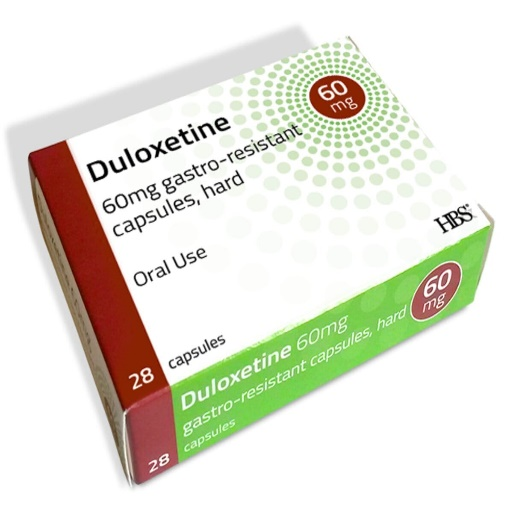 60
mg
Duloxetine
60mg gastro-resistant
capsules, hard
Oral Use
HBS
28 capsules
Duloxetine 60mg
gastro-resistant capsules, hard
capsules
60
mg
28